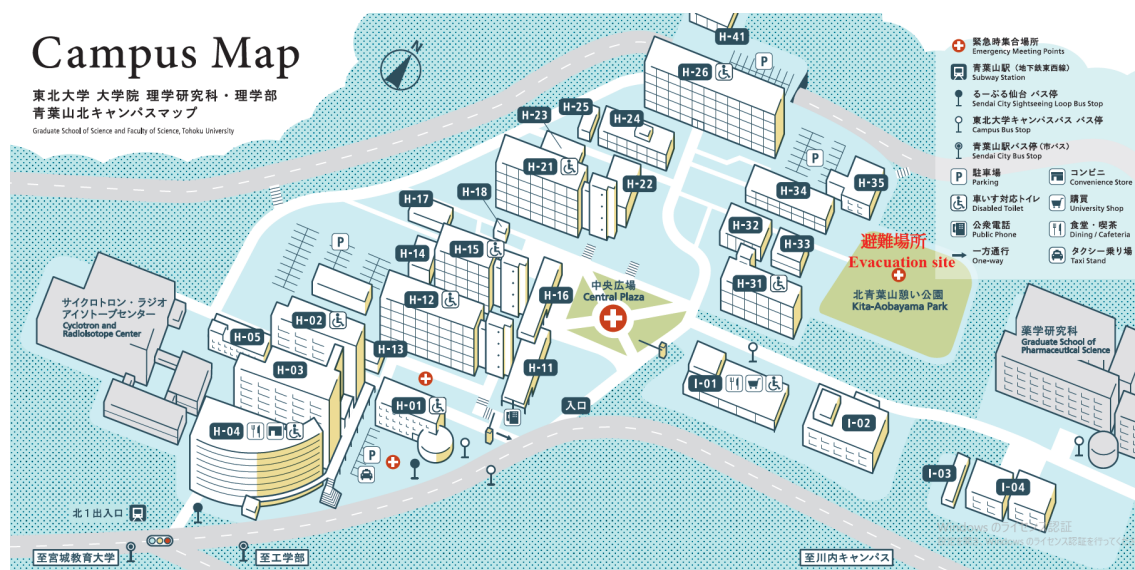 Campus Map
東北大学 大学院 理学研究科・理学部
青葉山北キャンパスマップ
Graduate School of Science and Faculty of Science, Tohoku University
N
緊急時集合場所
Emergency Meeting Points
青葉山駅（地下鉄東西線）
Subway Station
るーぷる仙台 バス停
Sendai City Sightseeing Loop Bus Stop
東北大学キャンパスバス バス停
Campus Bus Stop
青葉山駅バス停（市バス）
Sendai City Bus Stop
P
駐車場
Parking
コンビニ
Convenience Store
車いす対応トイレ
Disabled Toilet
購買
University Shop
公衆電話
Public Phone
食堂・喫茶
Dining / Cafeteria
一方通行
One-way
タクシー乗り場
Taxi Stand
H-41
P
H-26
H-25
H-24
H-23
H-21
H-22
P
H-34
H-35
H-17
H-18
H-32
H-33
避難場所
Evacuation site
北青葉山憩い公園
Kita-Aobayama Park
P
H-14
H-15
H-16
H-31
中央広場
Central Plaza
サイクロトロン・ラジオ
アイソトープセンター
Cyclotron and
RadioIsotope Center
H-12
H-02
H-05
H-13
H-03
H-11
薬学研究科
Graduate School of
Pharmaceutical Science
I-01
H-01
入口
I-02
H-04
P
I-03
I-04
北1出入口
至宮城教育大学
至工学部
至川内キャンパス
Windows のライセンス認証